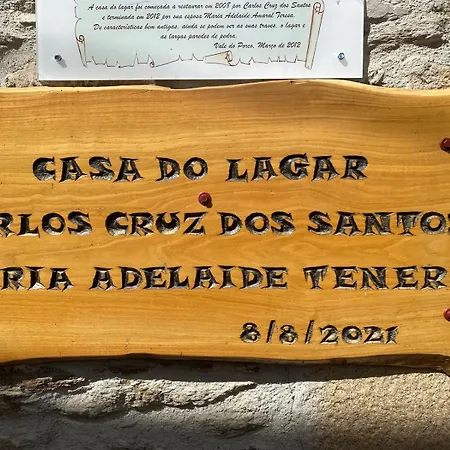 A casa do lagar foi começada a restaurar em 2008 por Carlos Cruz dos Santos
e terminada em 2012 por sua esposa Maria Adelaide Amaral Teresa.
De características bem antigas, ainda se podem ver as suas traves, o lagar e
as largas paredes de pedra.
Vale do Porco, Março de 2012
CASA DO LAGAR
ARLOS CRUZ DOS SANTOS
RIA ADELAIDE TENER
8/8/2021